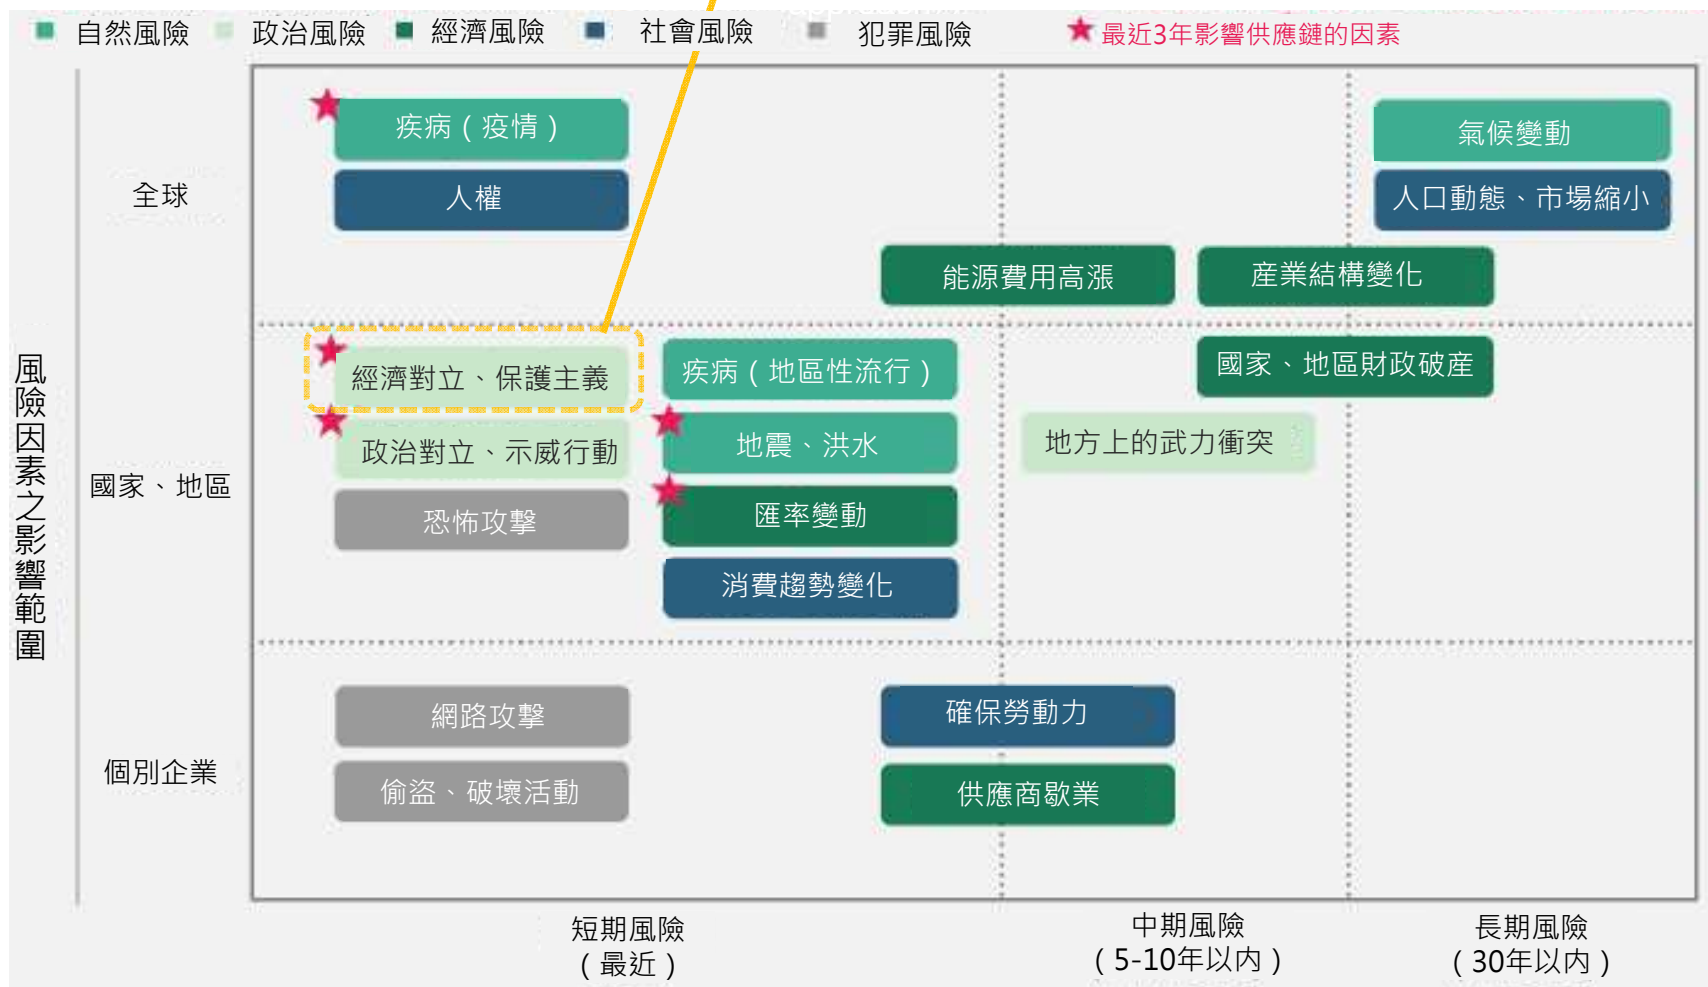 自然風險 政治風險 經濟風險 社會風險 犯罪風險 ★最近3年影響供應鏈的因素
風險因素之影響範圍
全球
疾病（疫情）
氣候變動
人權
人口動態、市場縮小
能源費用高漲
產業結構變化
國家、地區
經濟對立、保護主義
疾病（地區性流行）
國家、地區財政破産
政治對立、示威行動
地震、洪水
地方上的武力衝突
恐怖攻擊
匯率變動
消費趨勢變化
個別企業
網路攻擊
確保勞動力
偷盜、破壞活動
供應商歇業
短期風險
（最近）
中期風險
（5-10年以内）
長期風險
（30年以内）